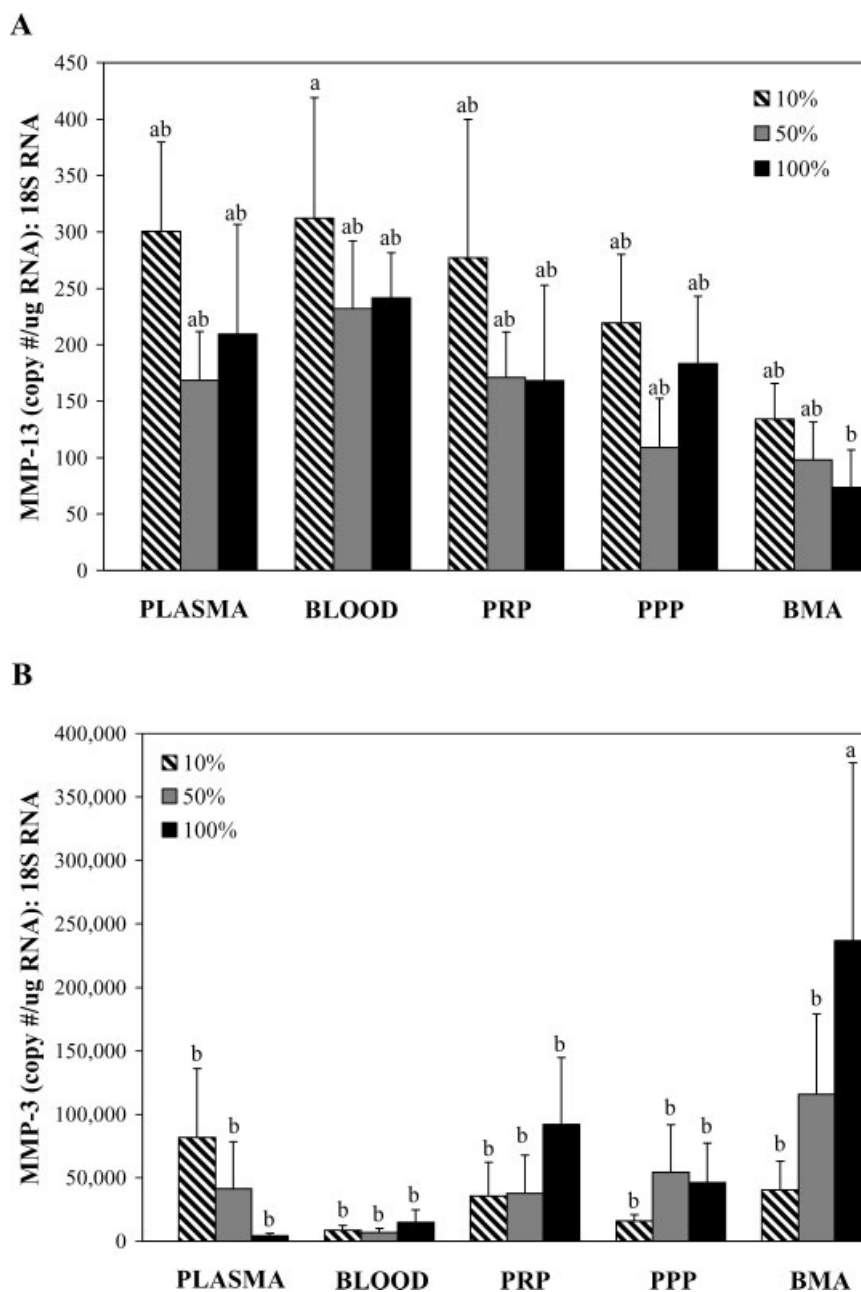 A
MMP-13 (copy #/ug RNA): 18S RNA
450
400
350
300
250
200
150
100
50
0
10%
50%
100%
ab
ab
ab
a
ab
ab
ab
ab
ab
ab
ab
ab
ab
ab
b
PLASMA BLOOD PRP PPP BMA
B
MMP-3 (copy #/ug RNA): 18S RNA
400,000
350,000
300,000
250,000
200,000
150,000
100,000
50,000
0
10%
50%
100%
b
b
b
b
b
b
b
b
b
b
b
b
b
b
a
PLASMA BLOOD PRP PPP BMA